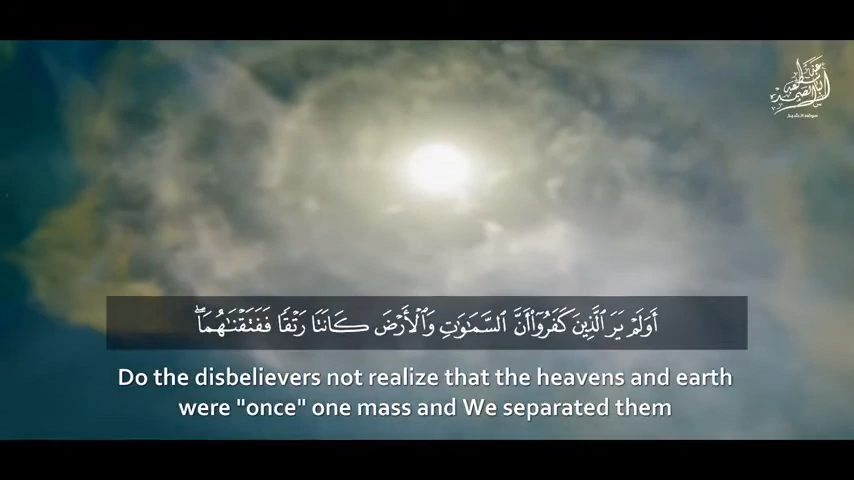 أَوَلَمْ يَرَ ٱلَّذِينَ كَفَرُوٓا۟ أَنَّ ٱلسَّمَـٰوَٰتِ وَٱلْأَرْضَ كَانَتَا رَتْقًا فَفَتَقْنَـٰهُمَا ۖ
Do the disbelievers not realize that the heavens and earth
were "once" one mass and We separated them